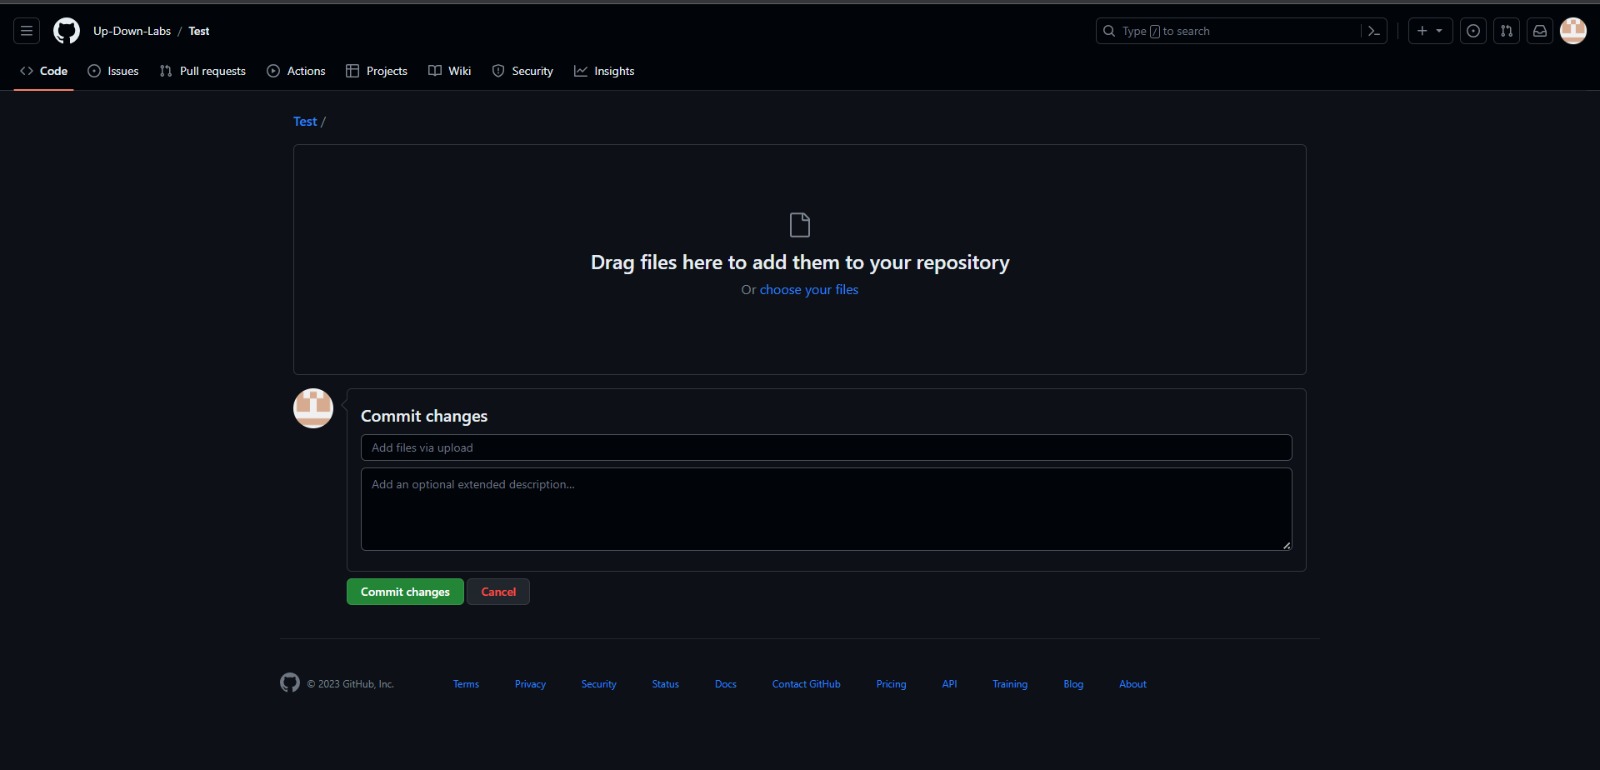 Up-Down-Labs / Test
Type / to search
Code Issues Pull requests Actions Projects Wiki Security Insights
Test /
Drag files here to add them to your repository
Or choose your files
Commit changes
Add files via upload
Add an optional extended description...
Commit changes Cancel
© 2023 GitHub, Inc. Terms Privacy Security Status Docs Contact GitHub Pricing API Training Blog About